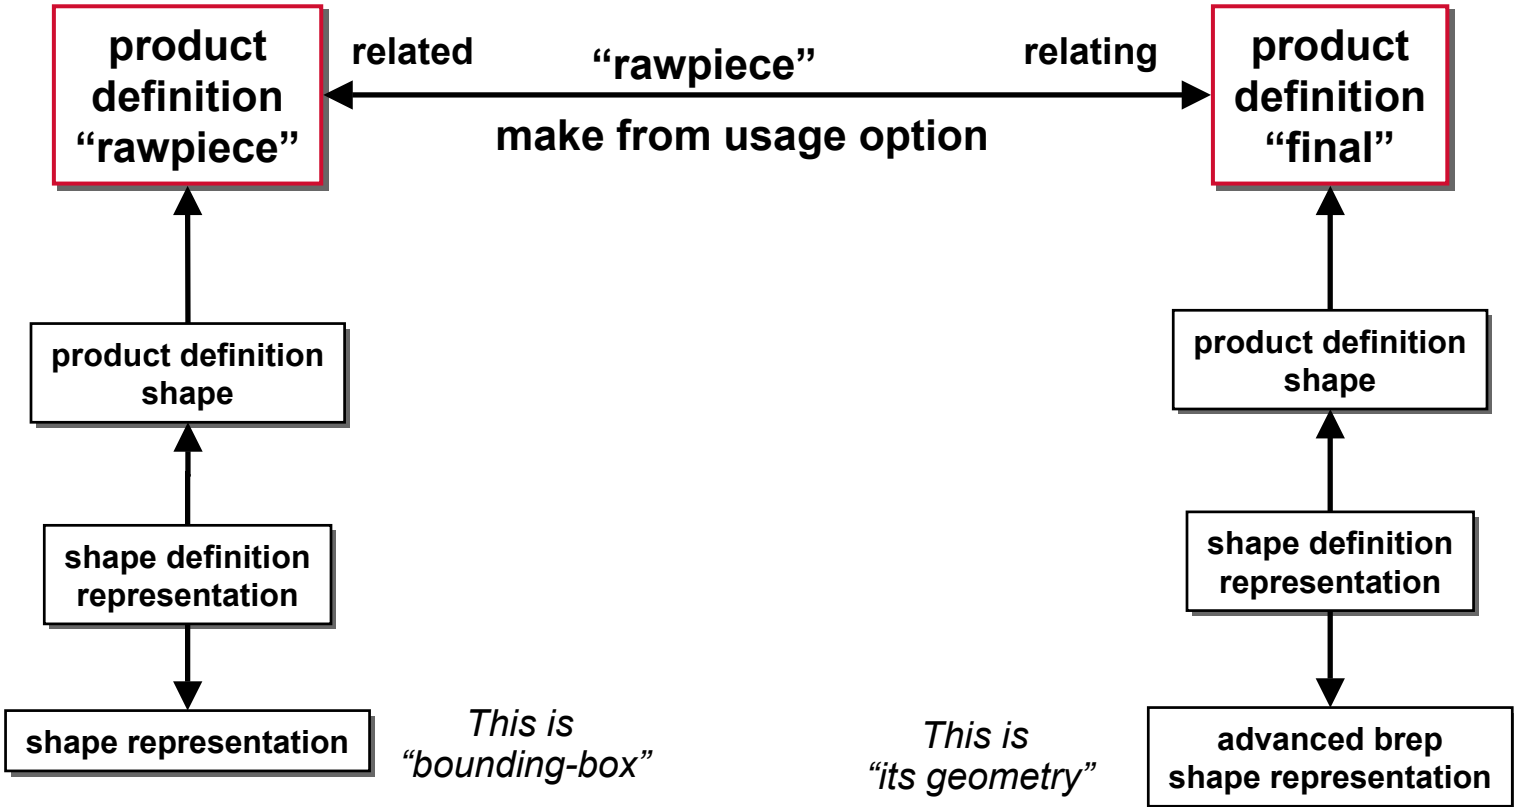 product
definition
“rawpiece”
related
“rawpiece”
relating
make from usage option
product
definition
“final”
product definition
shape
product definition
shape
shape definition
representation
shape definition
representation
shape representation
This is
“bounding-box”
This is
“its geometry”
advanced brep
shape representation